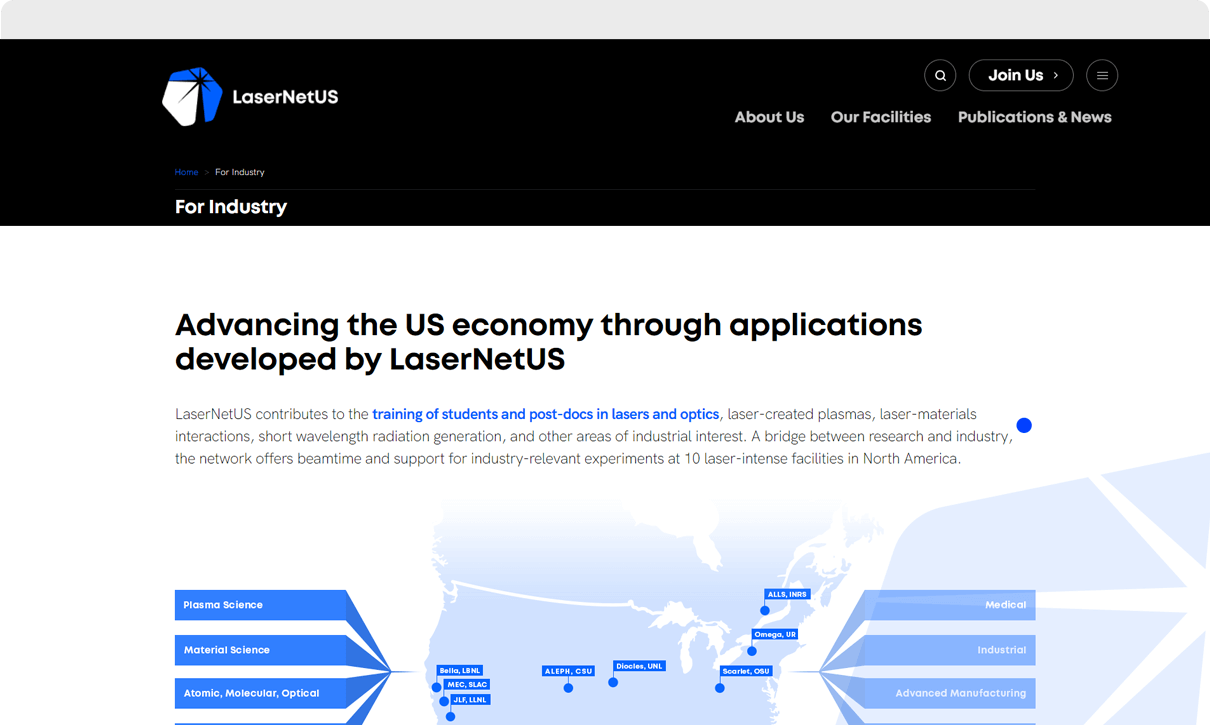 LaserNetUS
Join Us
About Us
Our Facilities
Publications & News
Home > For Industry
For Industry
Advancing the US economy through applications
developed by LaserNetUS
LaserNetUS contributes to the training of students and post-docs in lasers and optics, laser-created plasmas, laser-materials
interactions, short wavelength radiation generation, and other areas of industrial interest. A bridge between research and industry,
the network offers beamtime and support for industry-relevant experiments at 10 laser-intense facilities in North America.
Plasma Science
Material Science
Atomic, Molecular, Optical
Bella, LBNL
MEC, SLAC
JLF, LLNL
ALEPH, CSU
Diocles, UNL
ALLS, INRS
Omega, UR
Scarlet, OSU
Medical
Industrial
Advanced Manufacturing